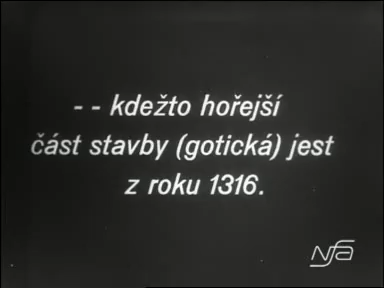 -- kdežto hořejší
část stavby (gotická) jest
z roku 1316.
nfa